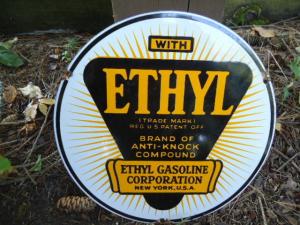 WITH
ETHYL
(TRADE MARK)
REG. U.S. PATENT OFF.
BRAND OF
ANTI-KNOCK
COMPOUND
ETHYL GASOLINE
CORPORATION
NEW YORK, U.S.A.